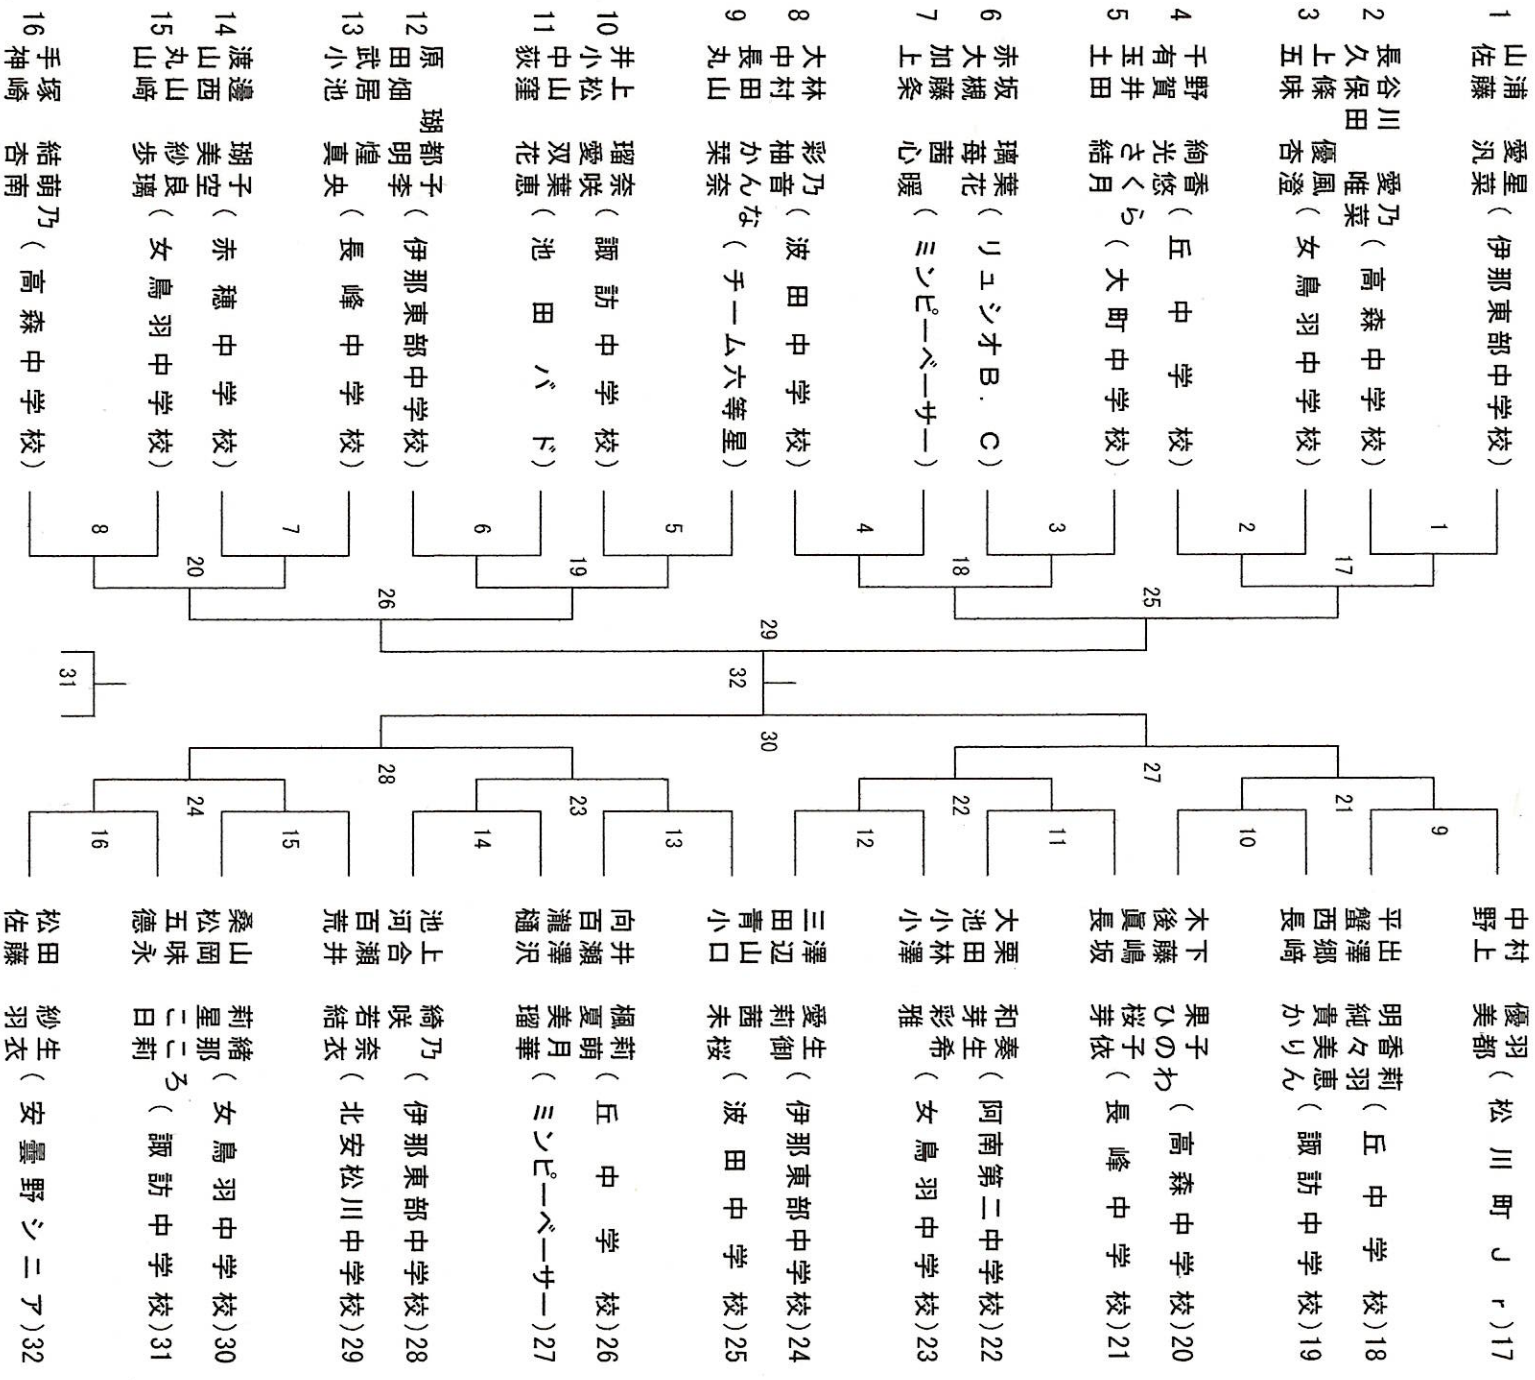 1 山浦 愛星
佐藤 汎菜 (伊那東部中学校)
2 長谷川 愛乃
久保田 唯菜 (高森中学校)
3 上條 優風
五味 杏澄 (女鳥羽中学校)
4 千野 絢香
有賀 光悠 (丘中学校)
5 玉井 さくら
土田 結月 (大町中学校)
6 赤坂 璃葉
大槻 苺花 (リュシオB.C)
7 加藤 茜
上条 心暖 (ミンピーベーサー)
8 大林 彩乃
中村 柚音 (波田中学校)
9 長田 かんな
丸山 栞奈 (チーム六等星)
10 井上 瑠奈
小松 愛咲 (諏訪中学校)
11 中山 双葉
荻窪 花恵 (池田バド)
12 原 瑚都子
田畑 明李 (伊那東部中学校)
13 武居 煌
小池 真央 (長峰中学校)
14 渡邊 瑚子
山西 美空 (赤穂中学校)
15 丸山 紗良
山﨑 歩璃 (女鳥羽中学校)
16 手塚 結萌乃
神崎 杏南 (高森中学校)
1
2
3
4
5
6
7
8
17
18
19
20
25
26
29
32
31
30
27
28
21
22
23
24
9
10
11
12
13
14
15
16
中村 優羽
野上 美都 (松川町Jr) 17
平出 明香莉
蟹澤 純々羽 (丘中学校) 18
西郷 貴美恵
長﨑 かりん (諏訪中学校) 19
木下 果子
後藤 ひのわ (高森中学校) 20
眞嶋 桜子
長坂 芽依 (長峰中学校) 21
大栗 和奏
池田 芽生 (阿南第二中学校) 22
小林 彩希
小澤 雅 (女鳥羽中学校) 23
三澤 愛生
田辺 莉御 (伊那東部中学校) 24
青山 茜
小口 未桜 (波田中学校) 25
向井 楓莉
百瀬 夏萌 (丘中学校) 26
瀧澤 美月
樋沢 瑠華 (ミンピーベーサー) 27
池上 綺乃
河合 咲 (伊那東部中学校) 28
百瀬 若奈
荒井 結衣 (北安松川中学校) 29
桑山 莉緒
松岡 星那 (女鳥羽中学校) 30
五味 こころ
德永 日莉 (諏訪中学校) 31
松田 紗生
佐藤 羽衣 (安曇野シニア) 32